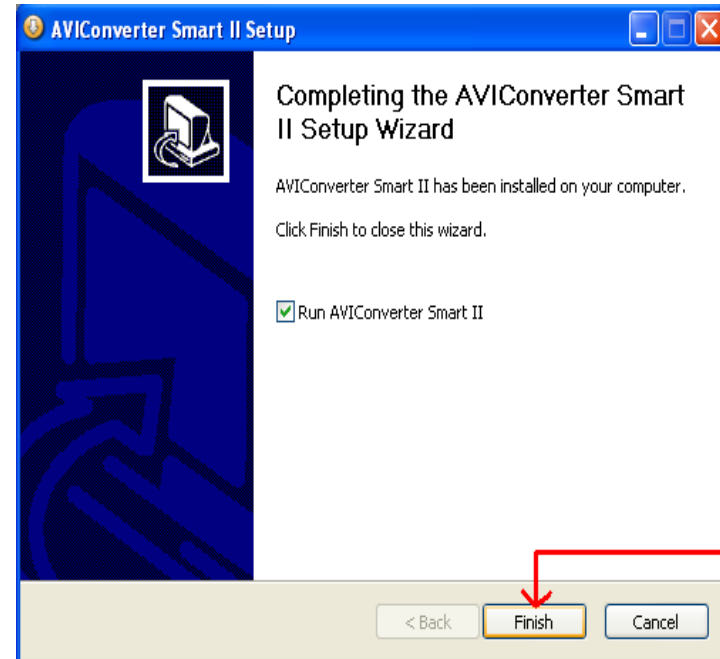 AVIConverter Smart II Setup
Completing the AVIConverter Smart
II Setup Wizard
AVIConverter Smart II has been installed on your computer.
Click Finish to close this wizard.
Run AVIConverter Smart II
< Back Finish Cancel